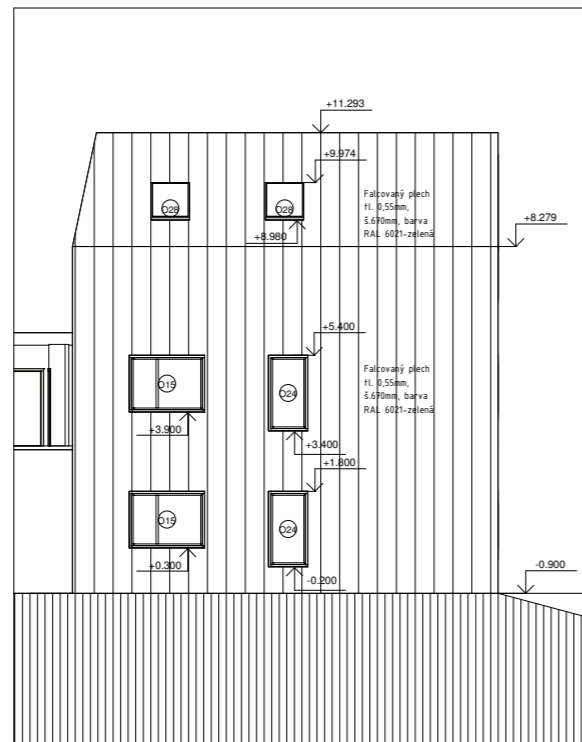 +11.293
+9.974
Falcovaný plech
tl. 0,55mm,
š.670mm, barva
RAL 6021-zelená
O28
O28
+8.279
+8.980
+5.400
Falcovaný plech
tl. 0,55mm,
š.670mm, barva
RAL 6021-zelená
O15
O24
+3.900
+3.400
+1.800
O15
O24
+0.300
-0.200
-0.900